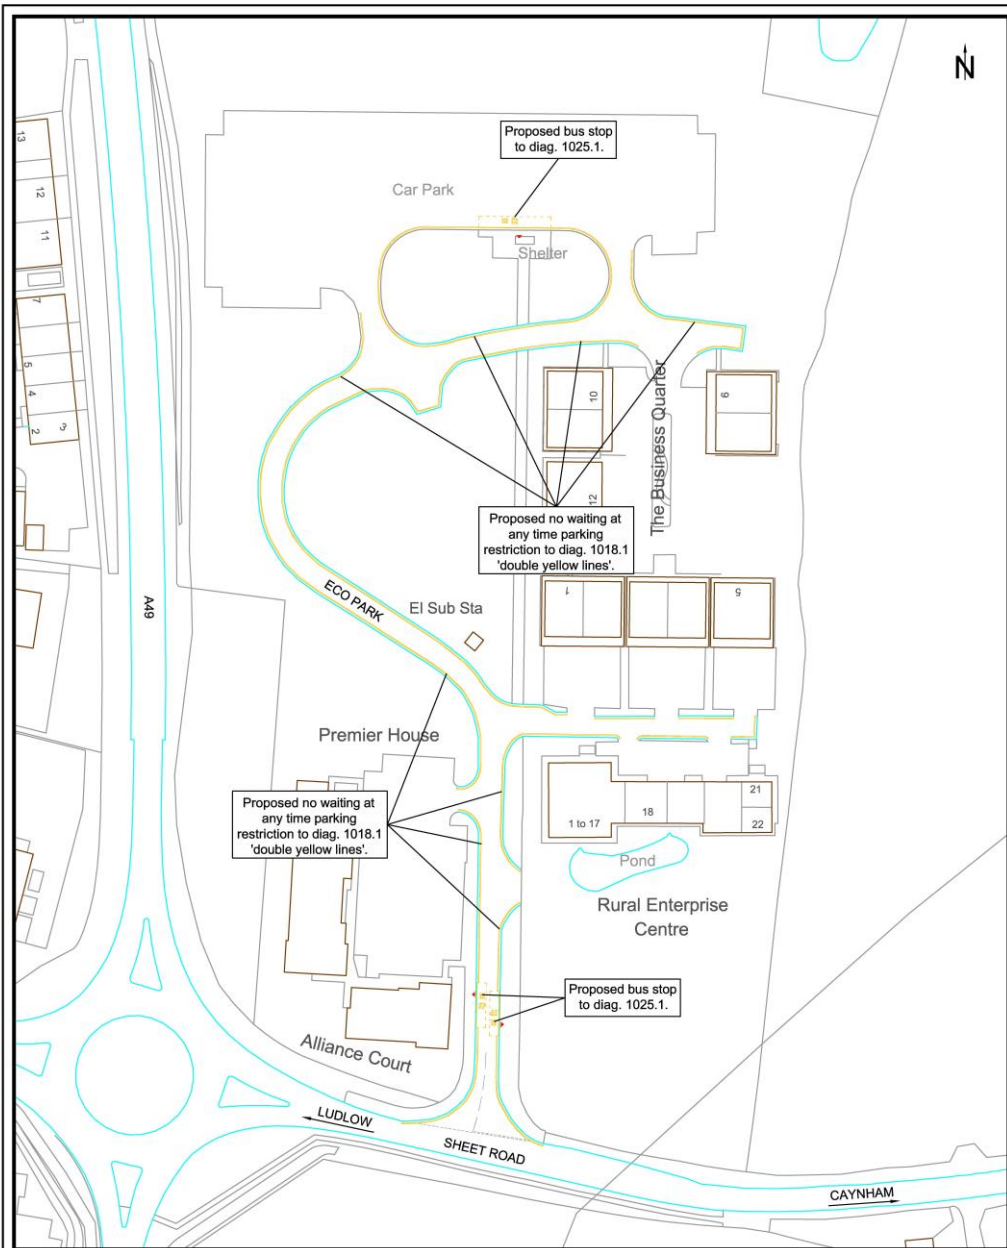 N
Proposed bus stop
to diag. 1025.1.
Car Park
Shelter
13
12
11
7
5
4
2
3
10
9
12
The Business Quarter
Proposed no waiting at
any time parking
restriction to diag. 1018.1
'double yellow lines'.
A49
ECO PARK
El Sub Sta
1
5
Premier House
Proposed no waiting at
any time parking
restriction to diag. 1018.1
'double yellow lines'.
1 to 17
18
21
22
Pond
Rural Enterprise
Centre
Proposed bus stop
to diag. 1025.1.
Alliance Court
LUDLOW
SHEET ROAD
CAYNHAM